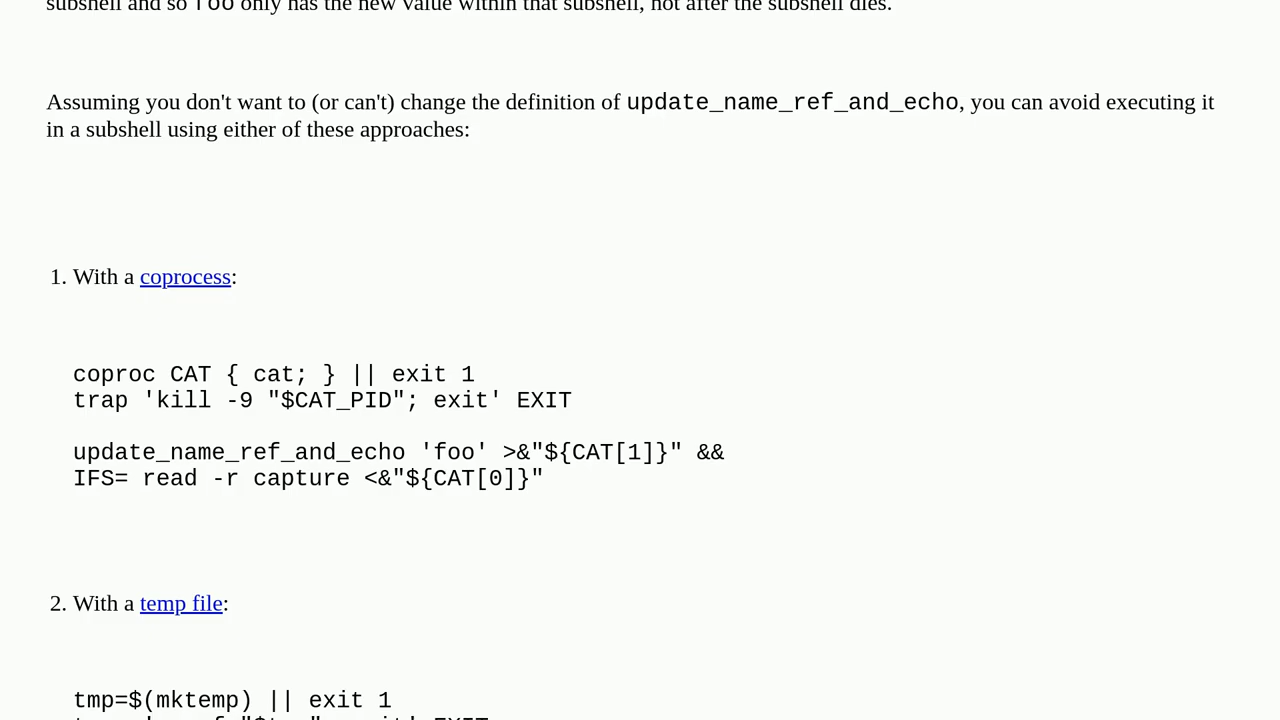 subshell and so foo only has the new value within that subshell, not after the subshell dies.
Assuming you don't want to (or can't) change the definition of update_name_ref_and_echo, you can avoid executing it
in a subshell using either of these approaches:
1. With a coprocess:
coproc CAT { cat; } || exit 1
trap 'kill -9 "$CAT_PID"; exit' EXIT
update_name_ref_and_echo 'foo' >&"${CAT[1]}" &&
IFS= read -r capture <&"${CAT[0]}"
2. With a temp file:
tmp=$(mktemp) || exit 1